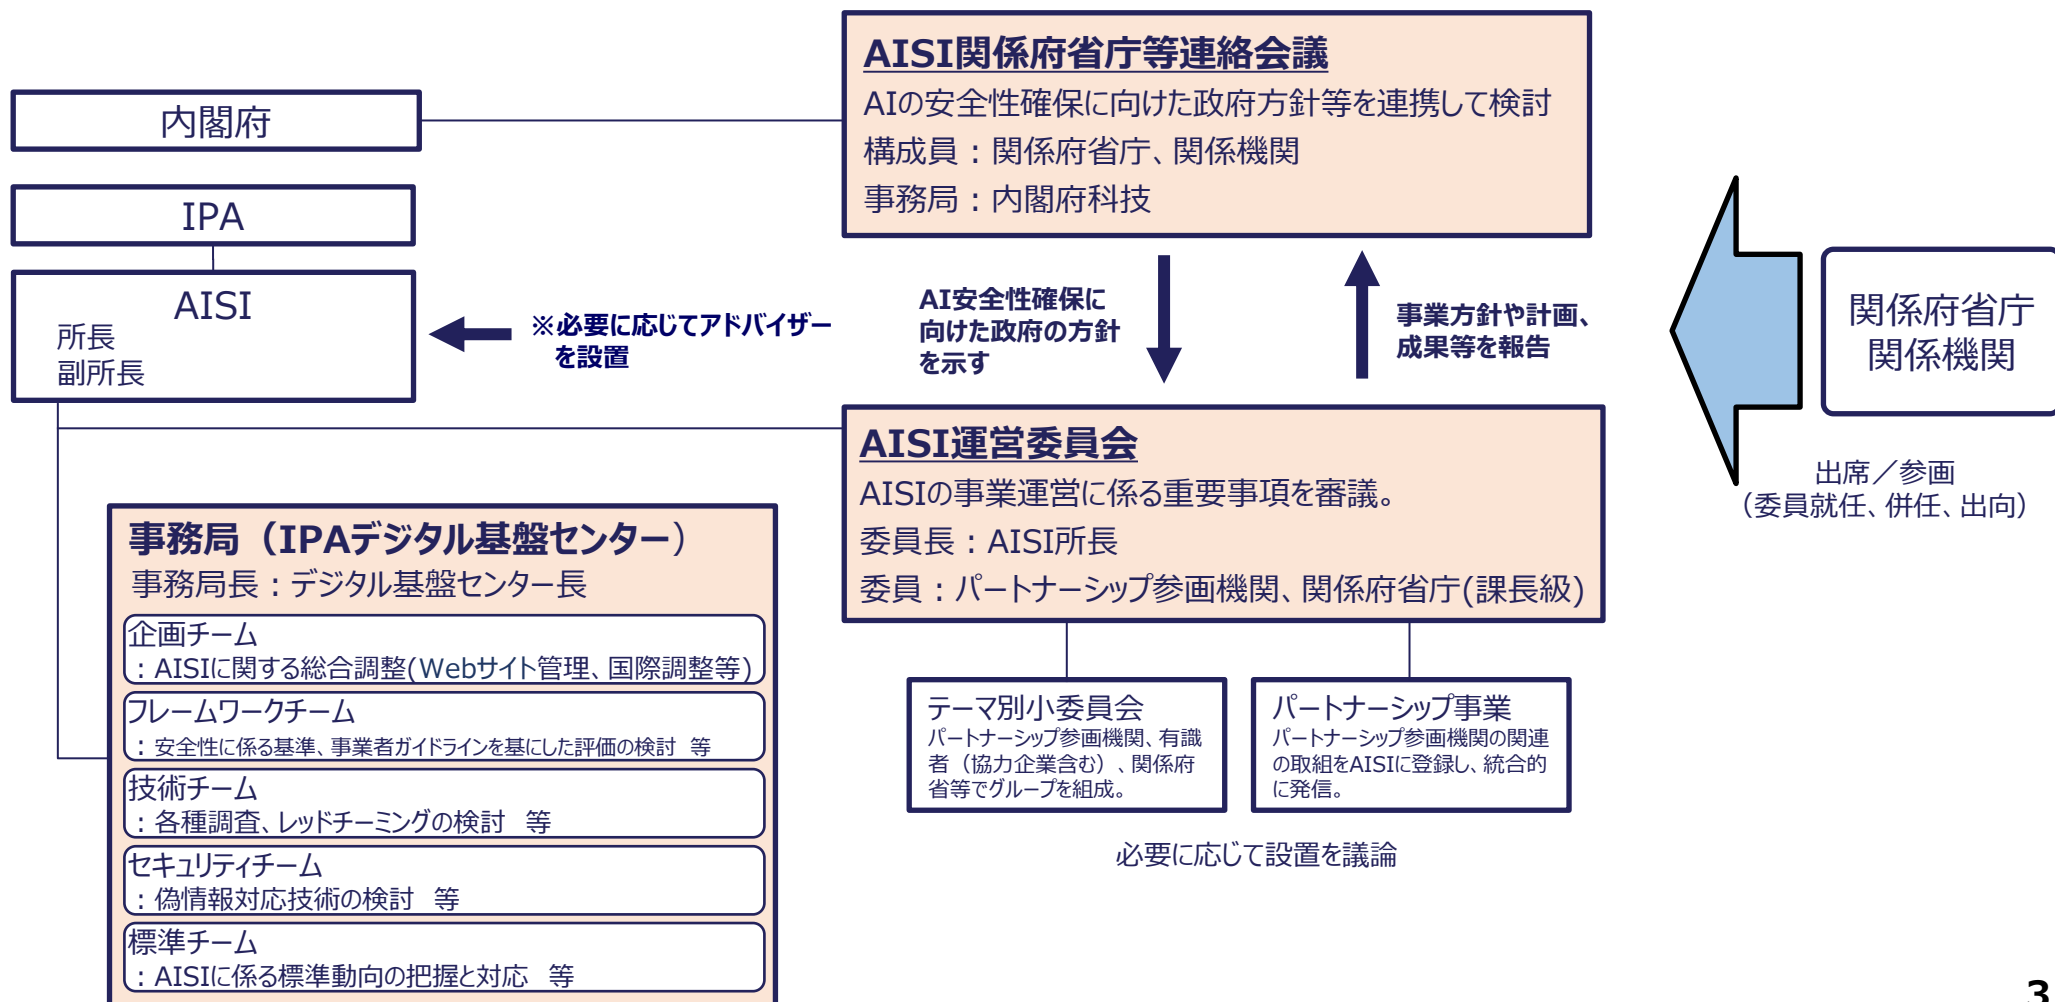 AISI関係府省庁等連絡会議
AIの安全性確保に向けた政府方針等を連携して検討
構成員：関係府省庁、関係機関
事務局：内閣府科技
内閣府
IPA
AISI
所長
副所長
※必要に応じてアドバイザー
を設置
AI安全性確保に
向けた政府の方針
を示す
事業方針や計画、
成果等を報告
関係府省庁
関係機関
出席／参画
（委員就任、併任、出向）
AISI運営委員会
AISIの事業運営に係る重要事項を審議。
委員長：AISI所長
委員：パートナーシップ参画機関、関係府省庁(課長級)
事務局（IPAデジタル基盤センター）
事務局長：デジタル基盤センター長
企画チーム
：AISIに関する総合調整(Webサイト管理、国際調整等)
フレームワークチーム
：安全性に係る基準、事業者ガイドラインを基にした評価の検討　等
技術チーム
：各種調査、レッドチーミングの検討　等
セキュリティチーム
：偽情報対応技術の検討　等
標準チーム
：AISIに係る標準動向の把握と対応　等
テーマ別小委員会
パートナーシップ参画機関、有識
者（協力企業含む）、関係府
省等でグループを組成。
パートナーシップ事業
パートナーシップ参画機関の関連
の取組をAISIに登録し、統合的
に発信。
必要に応じて設置を議論
3